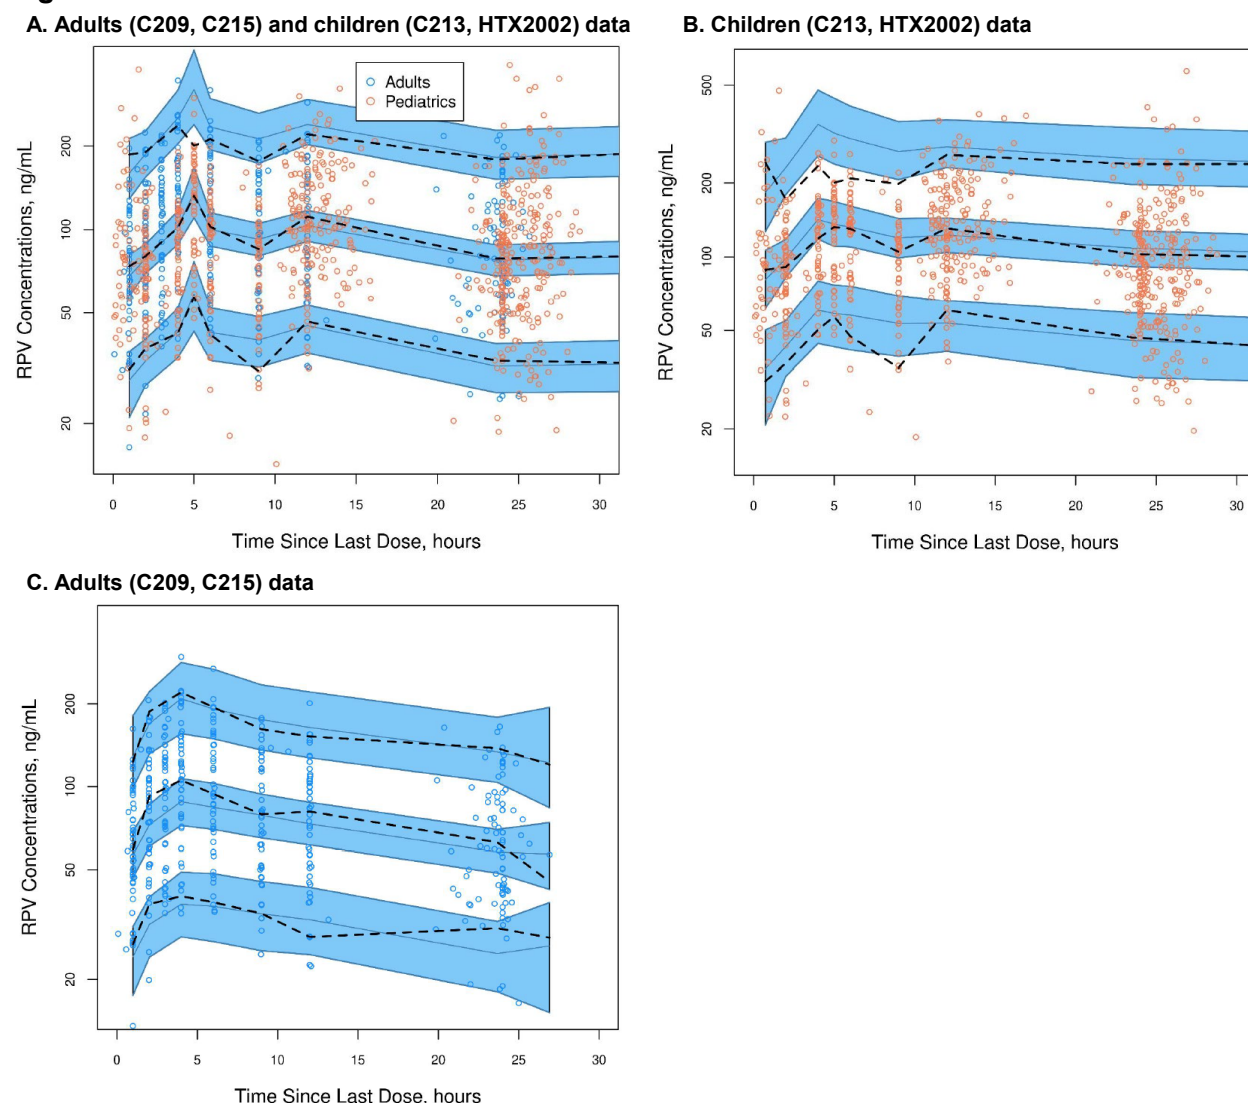 A. Adults (C209, C215) and children (C213, HTX2002) data
RPV Concentrations, ng/mL
200
100
50
20
Adults
Pediatrics
0 5 10 15 20 25 30
Time Since Last Dose, hours
B. Children (C213, HTX2002) data
RPV Concentrations, ng/mL
500
200
100
50
20
0 5 10 15 20 25 30
Time Since Last Dose, hours
C. Adults (C209, C215) data
RPV Concentrations, ng/mL
200
100
50
20
0 5 10 15 20 25 30
Time Since Last Dose, hours